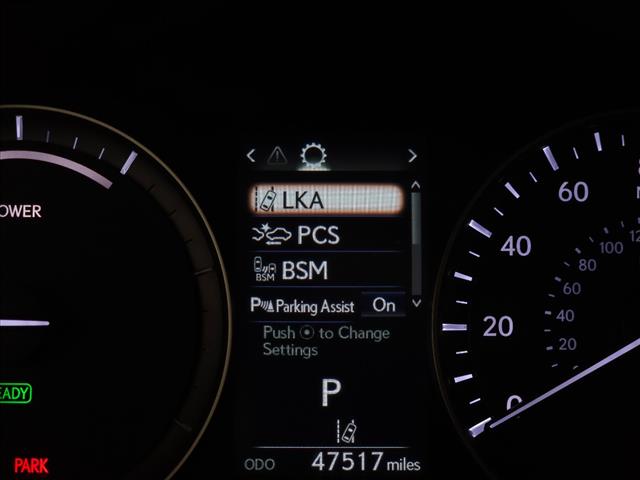 LKA
PCS
BSM
BSM
P Parking Assist On
Push to Change
Settings
P
ODO 47517 miles
OWER
EADY
PARK
60
40
20
0
100
80
60
40
20